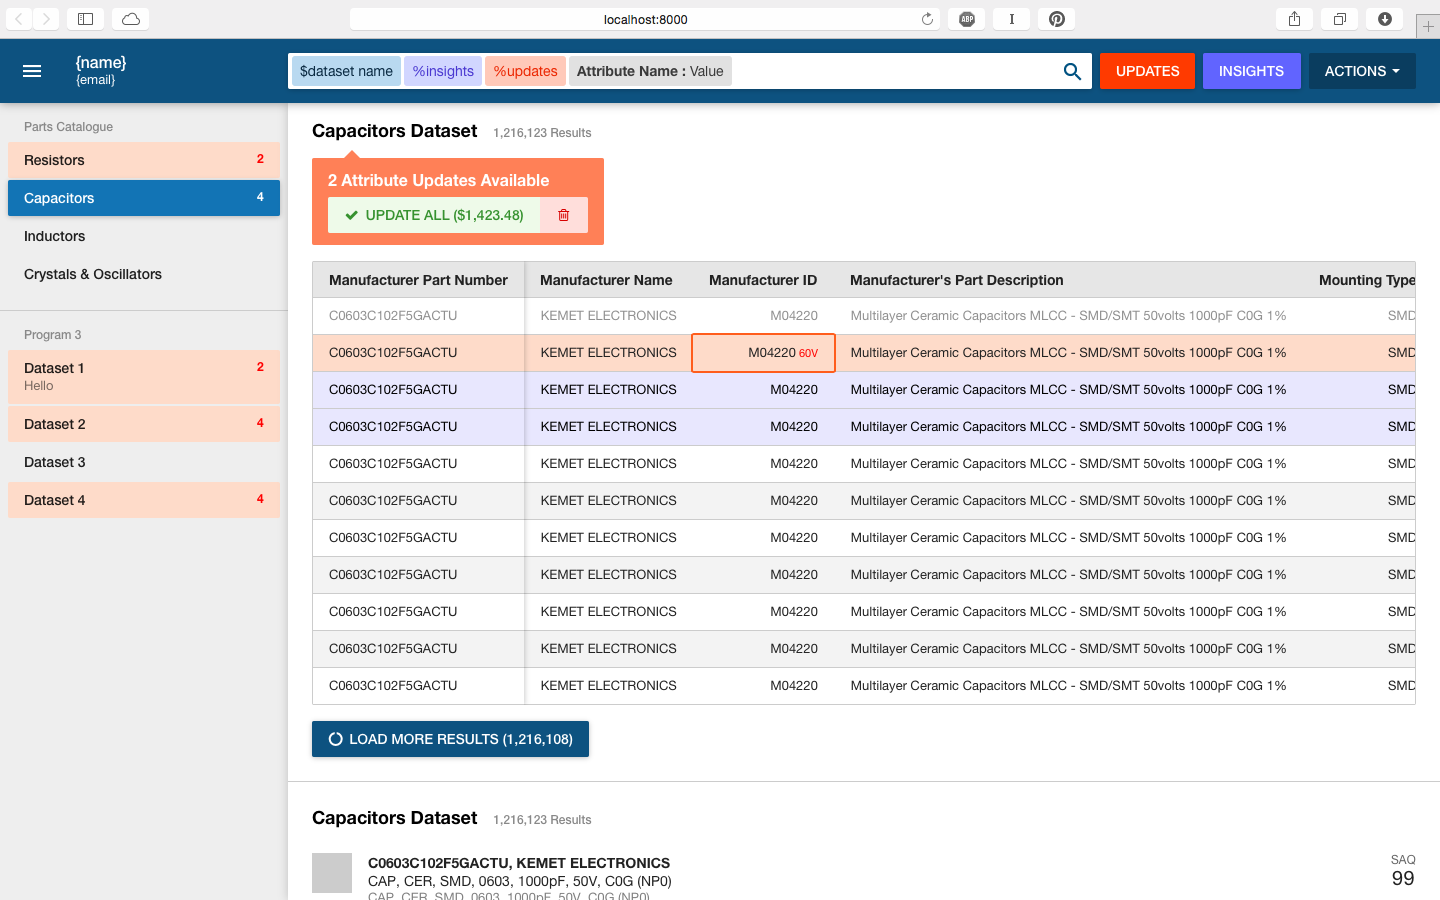 localhost:8000
ABP
I
{name}
{email}
$dataset name %insights %updates Attribute Name : Value
UPDATES INSIGHTS ACTIONS
Parts Catalogue
Resistors 2
Capacitors 4
Inductors
Crystals & Oscillators
Program 3
Dataset 1 2
Hello
Dataset 2 4
Dataset 3
Dataset 4 4
Capacitors Dataset 1,216,123 Results
2 Attribute Updates Available
UPDATE ALL ($1,423.48)
Manufacturer Part Number Manufacturer Name Manufacturer ID Manufacturer's Part Description Mounting Type
C0603C102F5GACTU KEMET ELECTRONICS M04220 Multilayer Ceramic Capacitors MLCC - SMD/SMT 50volts 1000pF C0G 1% SMD
C0603C102F5GACTU KEMET ELECTRONICS M04220 60V Multilayer Ceramic Capacitors MLCC - SMD/SMT 50volts 1000pF C0G 1% SMD
C0603C102F5GACTU KEMET ELECTRONICS M04220 Multilayer Ceramic Capacitors MLCC - SMD/SMT 50volts 1000pF C0G 1% SMD
C0603C102F5GACTU KEMET ELECTRONICS M04220 Multilayer Ceramic Capacitors MLCC - SMD/SMT 50volts 1000pF C0G 1% SMD
C0603C102F5GACTU KEMET ELECTRONICS M04220 Multilayer Ceramic Capacitors MLCC - SMD/SMT 50volts 1000pF C0G 1% SMD
C0603C102F5GACTU KEMET ELECTRONICS M04220 Multilayer Ceramic Capacitors MLCC - SMD/SMT 50volts 1000pF C0G 1% SMD
C0603C102F5GACTU KEMET ELECTRONICS M04220 Multilayer Ceramic Capacitors MLCC - SMD/SMT 50volts 1000pF C0G 1% SMD
C0603C102F5GACTU KEMET ELECTRONICS M04220 Multilayer Ceramic Capacitors MLCC - SMD/SMT 50volts 1000pF C0G 1% SMD
C0603C102F5GACTU KEMET ELECTRONICS M04220 Multilayer Ceramic Capacitors MLCC - SMD/SMT 50volts 1000pF C0G 1% SMD
C0603C102F5GACTU KEMET ELECTRONICS M04220 Multilayer Ceramic Capacitors MLCC - SMD/SMT 50volts 1000pF C0G 1% SMD
C0603C102F5GACTU KEMET ELECTRONICS M04220 Multilayer Ceramic Capacitors MLCC - SMD/SMT 50volts 1000pF C0G 1% SMD
LOAD MORE RESULTS (1,216,108)
Capacitors Dataset 1,216,123 Results
C0603C102F5GACTU, KEMET ELECTRONICS
CAP, CER, SMD, 0603, 1000pF, 50V, C0G (NP0)
CAP, CER, SMD, 0603, 1000pF, 50V, C0G (NP0)
SAQ
99